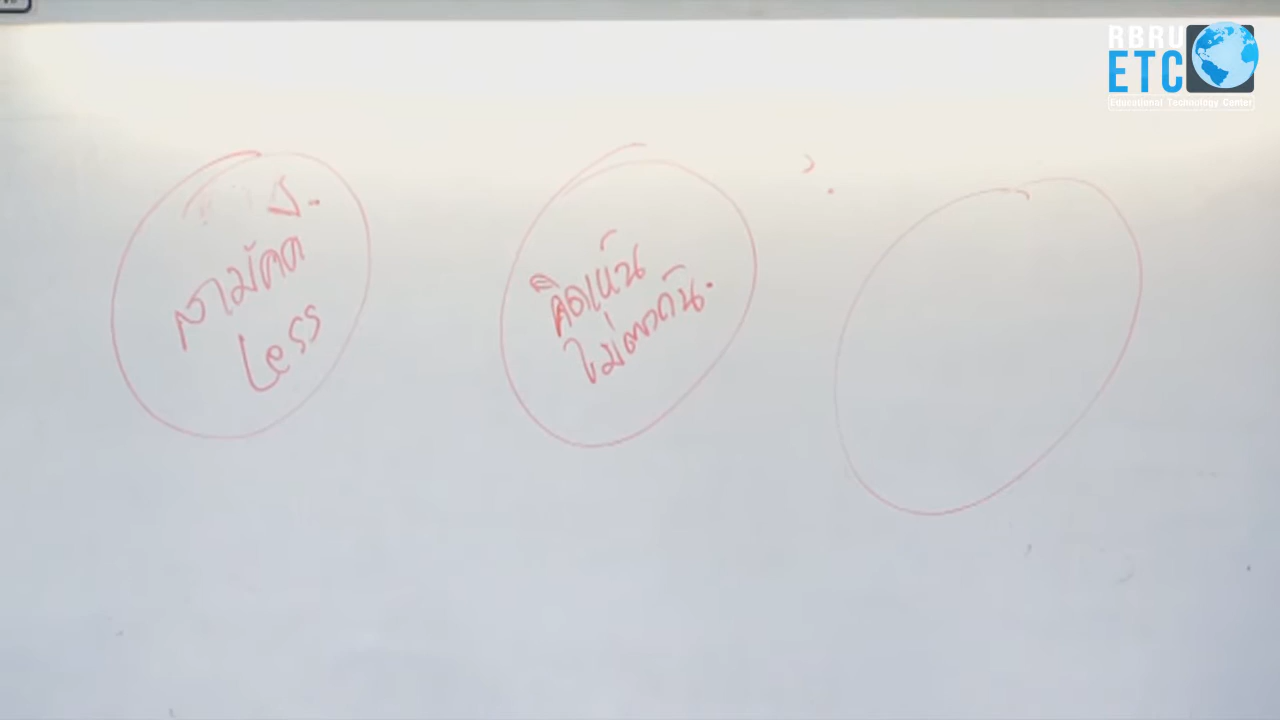 RBRU
ETC
Educational Technology Center
สามัคค
Less
คิดเห็น
ไม่ตรงกัน.